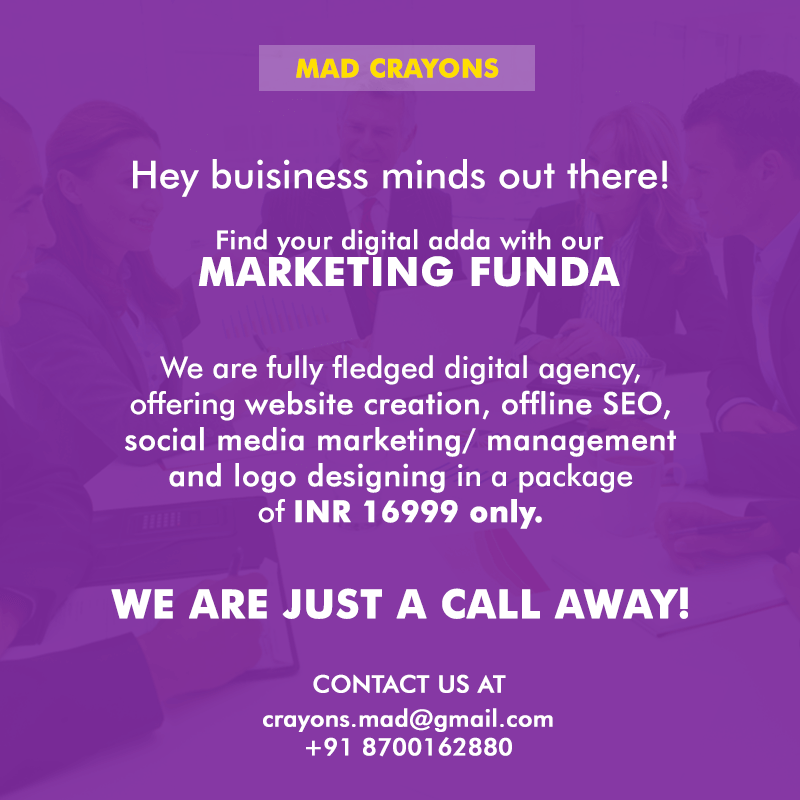 MAD CRAYONS
Hey buisiness minds out there!
Find your digital adda with our
MARKETING FUNDA
We are fully fledged digital agency,
offering website creation, offline SEO,
social media marketing/ management
and logo designing in a package
of INR 16999 only.
WE ARE JUST A CALL AWAY!
CONTACT US AT
crayons.mad@gmail.com
+91 8700162880